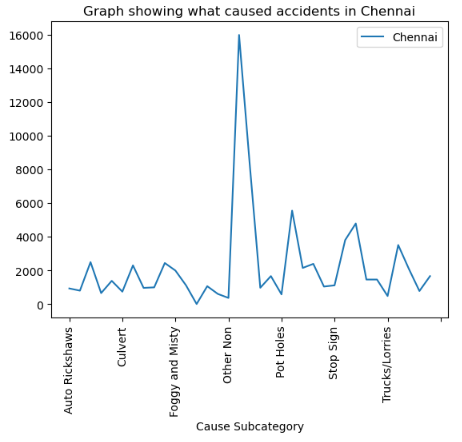 Graph showing what caused accidents in Chennai
Chennai
16000
14000
12000
10000
8000
6000
4000
2000
0
Auto Rickshaws
Culvert
Foggy and Misty
Other Non
Pot Holes
Stop Sign
Trucks/Lorries
Cause Subcategory